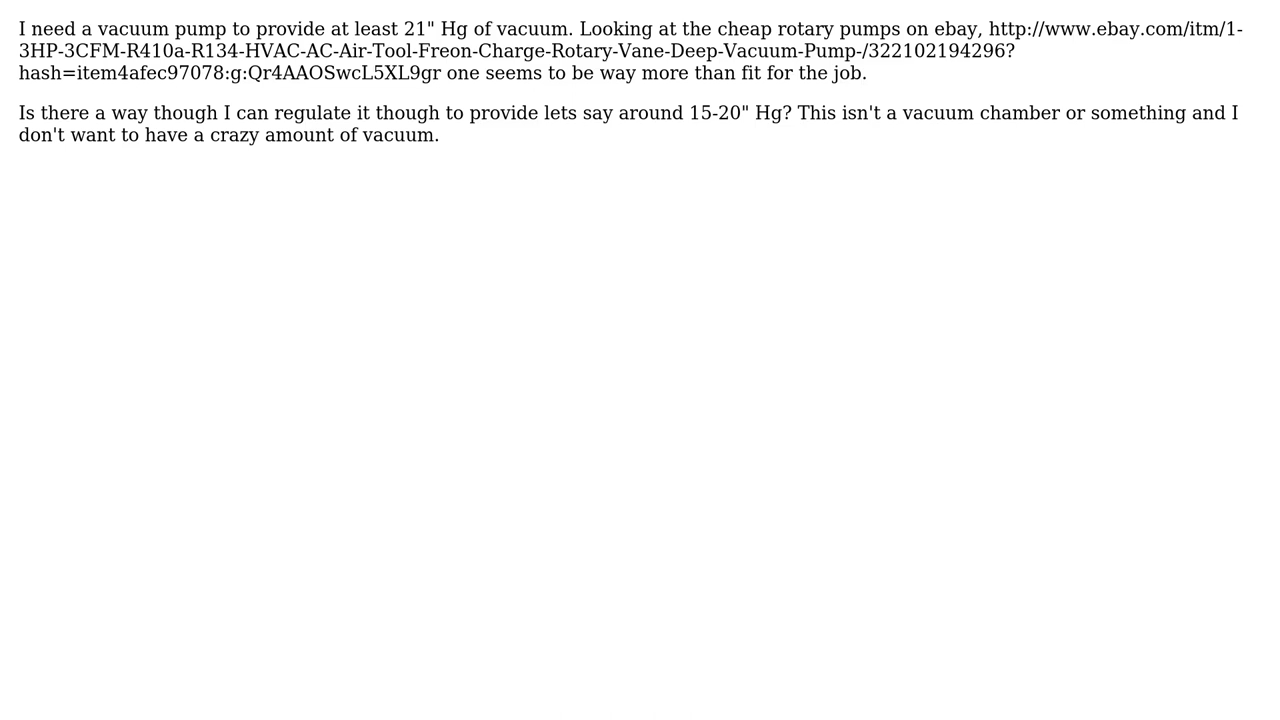 I need a vacuum pump to provide at least 21" Hg of vacuum. Looking at the cheap rotary pumps on ebay, http://www.ebay.com/itm/1-
3HP-3CFM-R410a-R134-HVAC-AC-Air-Tool-Freon-Charge-Rotary-Vane-Deep-Vacuum-Pump-/322102194296?
hash=item4afec97078:g:Qr4AAOSwcL5XL9gr one seems to be way more than fit for the job.
Is there a way though I can regulate it though to provide lets say around 15-20" Hg? This isn't a vacuum chamber or something and I
don't want to have a crazy amount of vacuum.